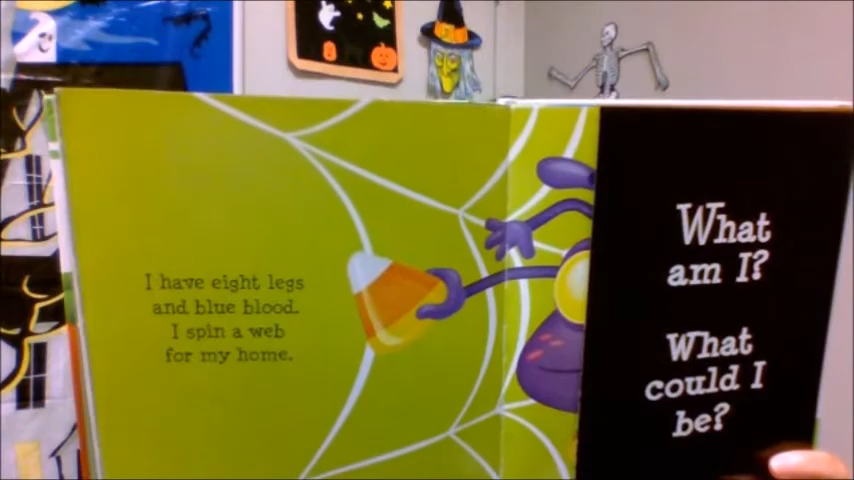 I have eight legs
and blue blood.
I spin a web
for my home.
What
am I?
What
could I
be?